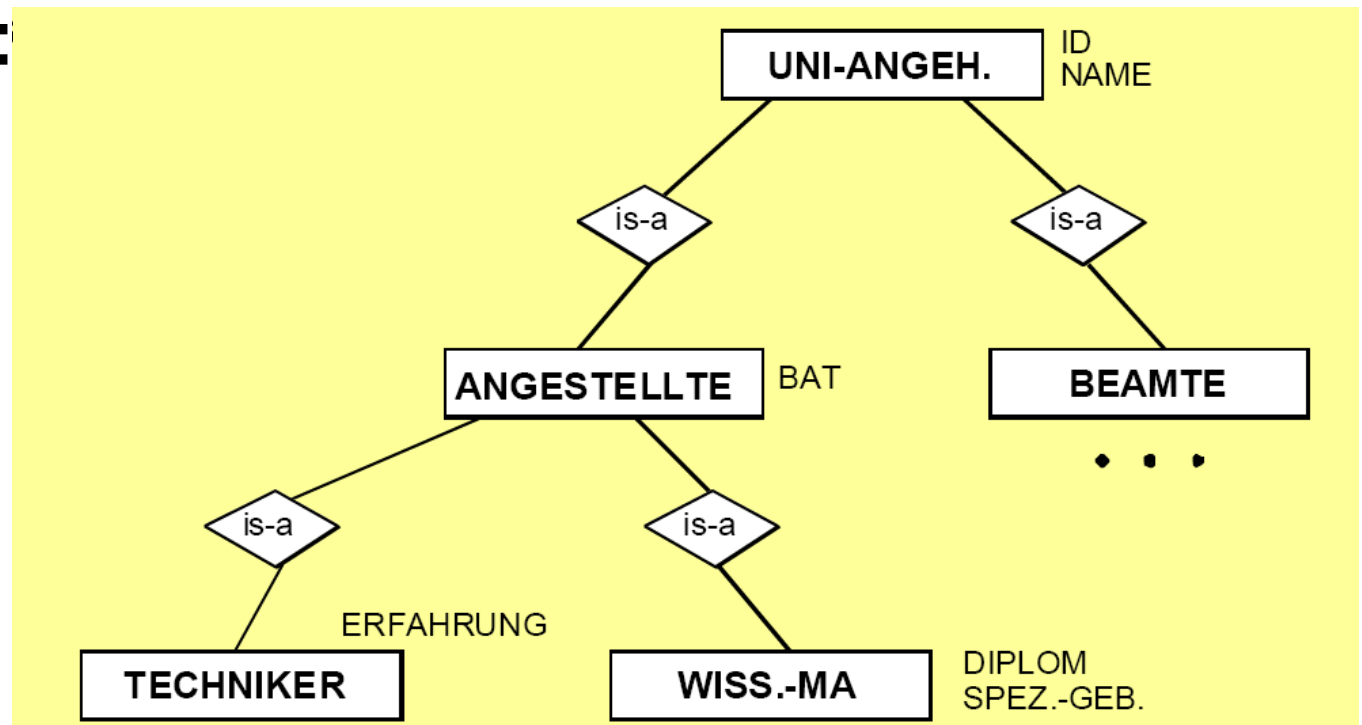 UNI-ANGEH.
ID
NAME
is-a
is-a
ANGESTELLTE
BAT
BEAMTE
• • •
is-a
is-a
ERFAHRUNG
TECHNIKER
WISS.-MA
DIPLOM
SPEZ.-GEB.